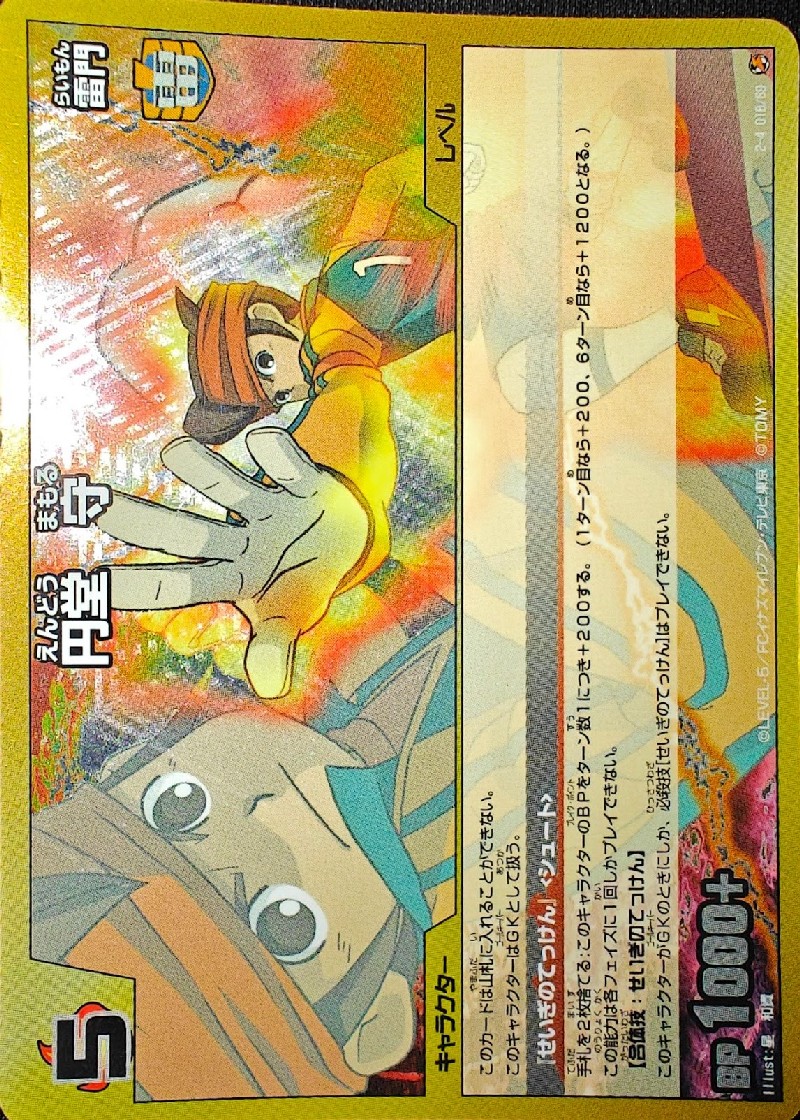 5
えんどう まもる
円堂 守
らいもん
雷門
キャラクター
レベル
このカードは山札に入れることができない。
このキャラクターはGKとして扱う。
[せいぎのてっけん]<シュート>
手札を2枚捨てる:このキャラクターのBPをターン数1につき+200する。(1ターン目なら+200、6ターン目なら+1200となる。)
この能力は各フェイズに1回しかプレイできない。
【合体技:せいぎのてっけん】
このキャラクターがGKのときにしか、必殺技[せいぎのてっけん]はプレイできない。
BP 1000+
Illust:星 和賀
©LEVEL-5/FCイナズマイレブン・テレビ東京 ©TOMY
2-4 016/69
1